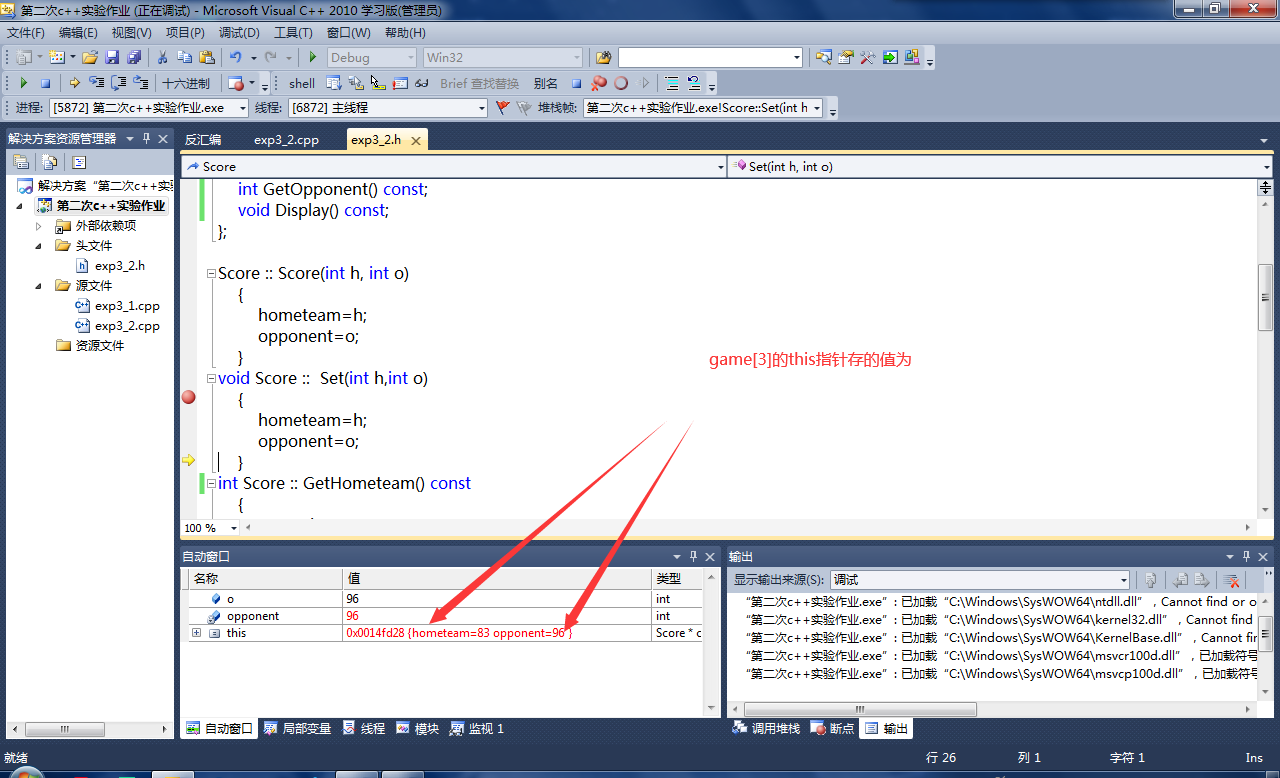 第二次c++实验作业 (正在调试) - Microsoft Visual C++ 2010 学习版(管理员)
文件(F) 编辑(E) 视图(V) 项目(P) 调试(D) 工具(T) 窗口(W) 帮助(H)
Debug Win32
十六进制 shell Brief 查找替换 别名
进程: [5872] 第二次c++实验作业.exe 线程: [6872] 主线程 堆栈帧: 第二次c++实验作业.exe!Score::Set(int h
解决方案资源管理器
解决方案“第二次c++实
第二次c++实验作业
外部依赖项
头文件
exp3_2.h
源文件
exp3_1.cpp
exp3_2.cpp
资源文件
反汇编 exp3_2.cpp exp3_2.h
Score Set(int h, int o)
int GetOpponent() const;
void Display() const;
};
Score :: Score(int h, int o)
{
hometeam=h;
opponent=o;
}
void Score ::  Set(int h,int o)
{
hometeam=h;
opponent=o;
}
int Score :: GetHometeam() const
{
game[3]的this指针存的值为
100 %
自动窗口
名称 值 类型
o 96 int
opponent 96 int
this 0x0014fd28 {hometeam=83 opponent=96 } Score * c
自动窗口 局部变量 线程 模块 监视 1
输出
显示输出来源(S): 调试
“第二次c++实验作业.exe”: 已加载“C:\Windows\SysWOW64\ntdll.dll”, Cannot find or o
“第二次c++实验作业.exe”: 已加载“C:\Windows\SysWOW64\kernel32.dll”, Cannot find
“第二次c++实验作业.exe”: 已加载“C:\Windows\SysWOW64\KernelBase.dll”, Cannot fin
“第二次c++实验作业.exe”: 已加载“C:\Windows\SysWOW64\msvcr100d.dll”, 已加载符号
“第二次c++实验作业.exe”: 已加载“C:\Windows\SysWOW64\msvcp100d.dll”, 已加载符号
调用堆栈 断点 输出
就绪 行 26 列 1 字符 1 Ins